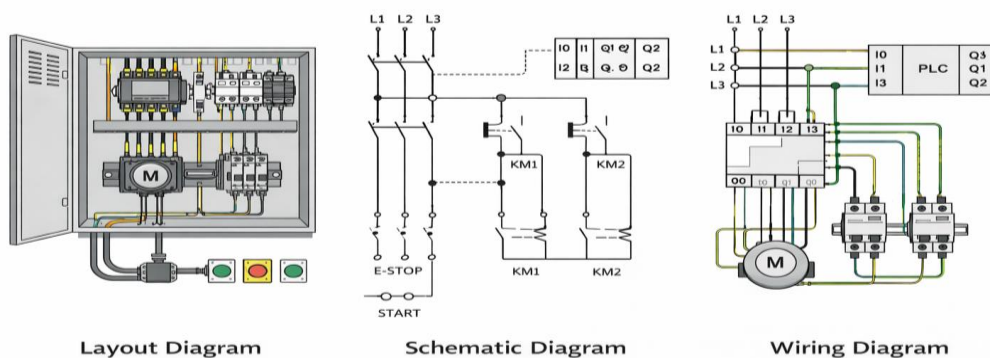 M
Layout Diagram
L1 L2 L3
I0 I1 Q1 Q2
I2 Q. Q2
KM1 KM2
KM1 KM2
E-STOP
START
Schematic Diagram
L1 L2 L3
L1
L2
L3
I0 Q3
I1 PLC Q1
I3 Q2
I0 I1 I2 I3
Q1 Q0
M
Wiring Diagram